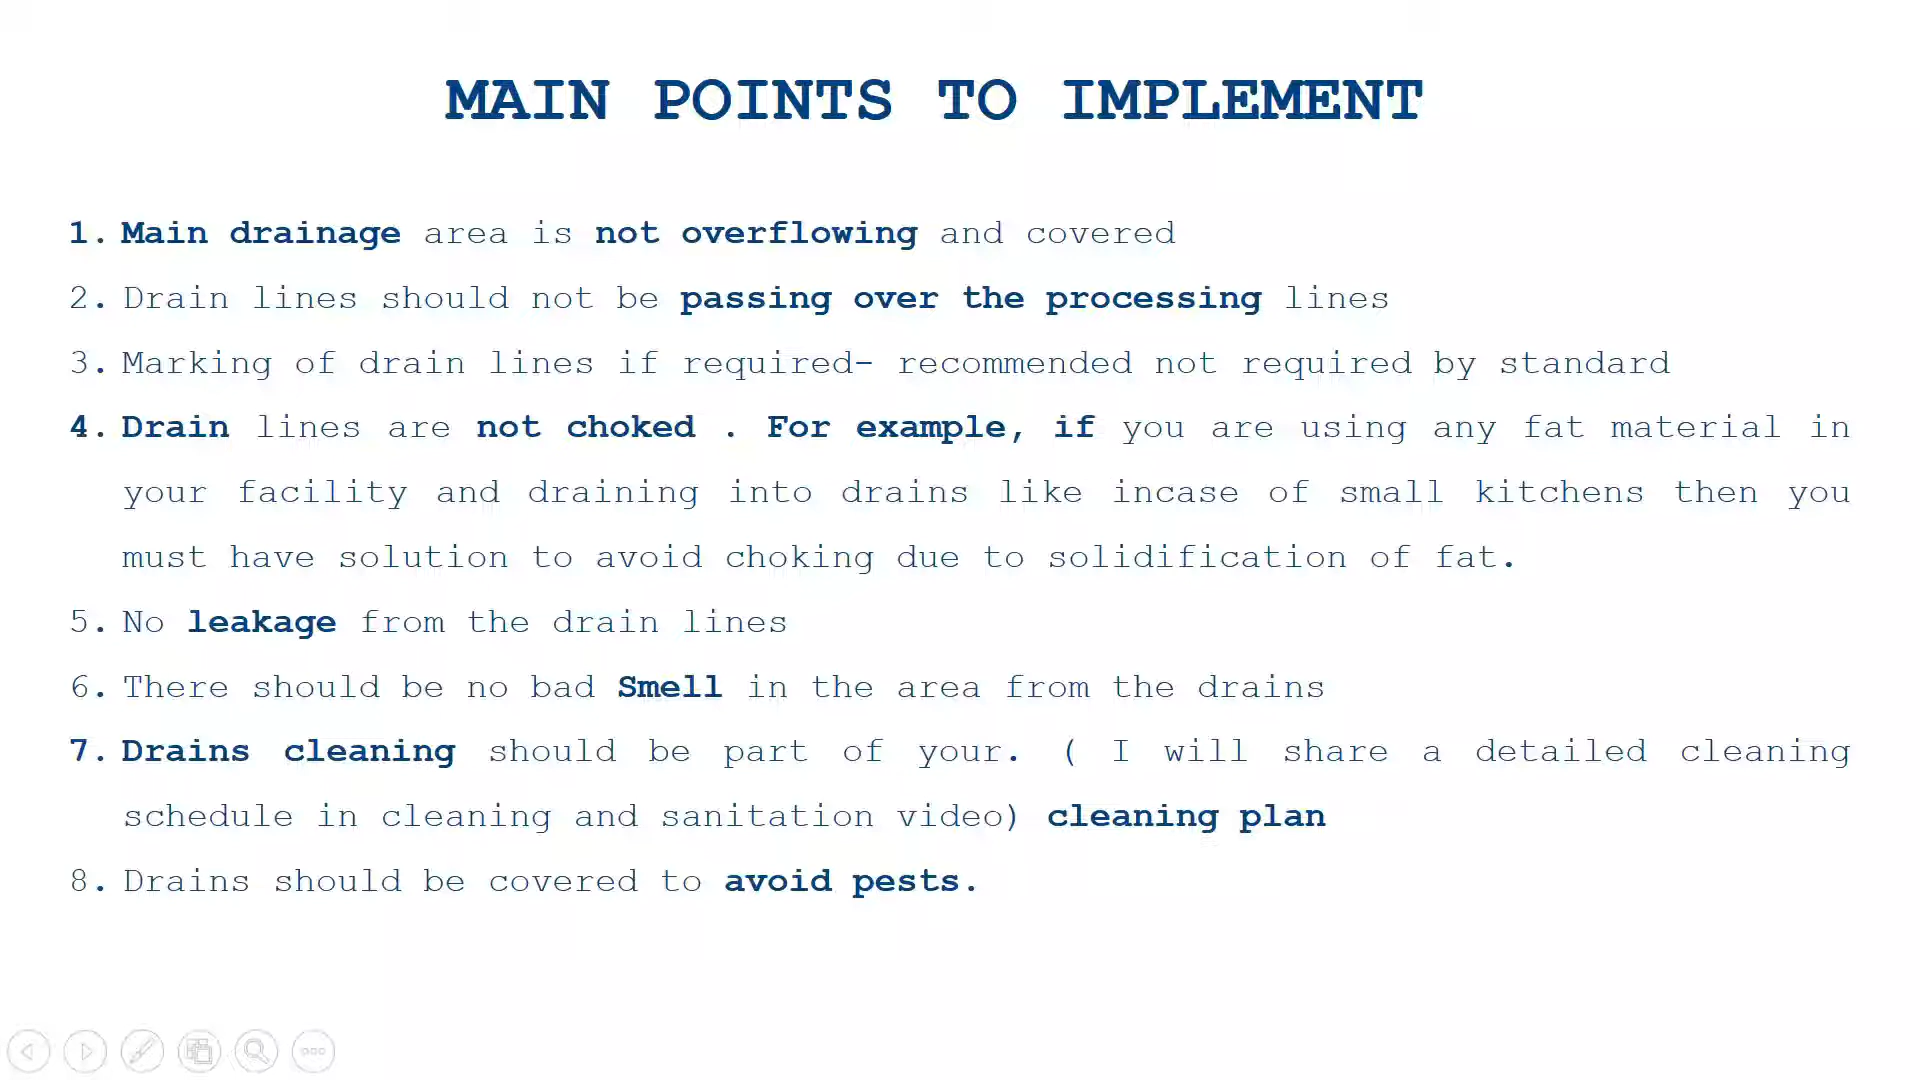 MAIN POINTS TO IMPLEMENT
1. Main drainage area is not overflowing and covered
2. Drain lines should not be passing over the processing lines
3. Marking of drain lines if required- recommended not required by standard
4. Drain lines are not choked . For example, if you are using any fat material in
your facility and draining into drains like incase of small kitchens then you
must have solution to avoid choking due to solidification of fat.
5. No leakage from the drain lines
6. There should be no bad Smell in the area from the drains
7. Drains cleaning should be part of your. ( I will share a detailed cleaning
schedule in cleaning and sanitation video) cleaning plan
8. Drains should be covered to avoid pests.